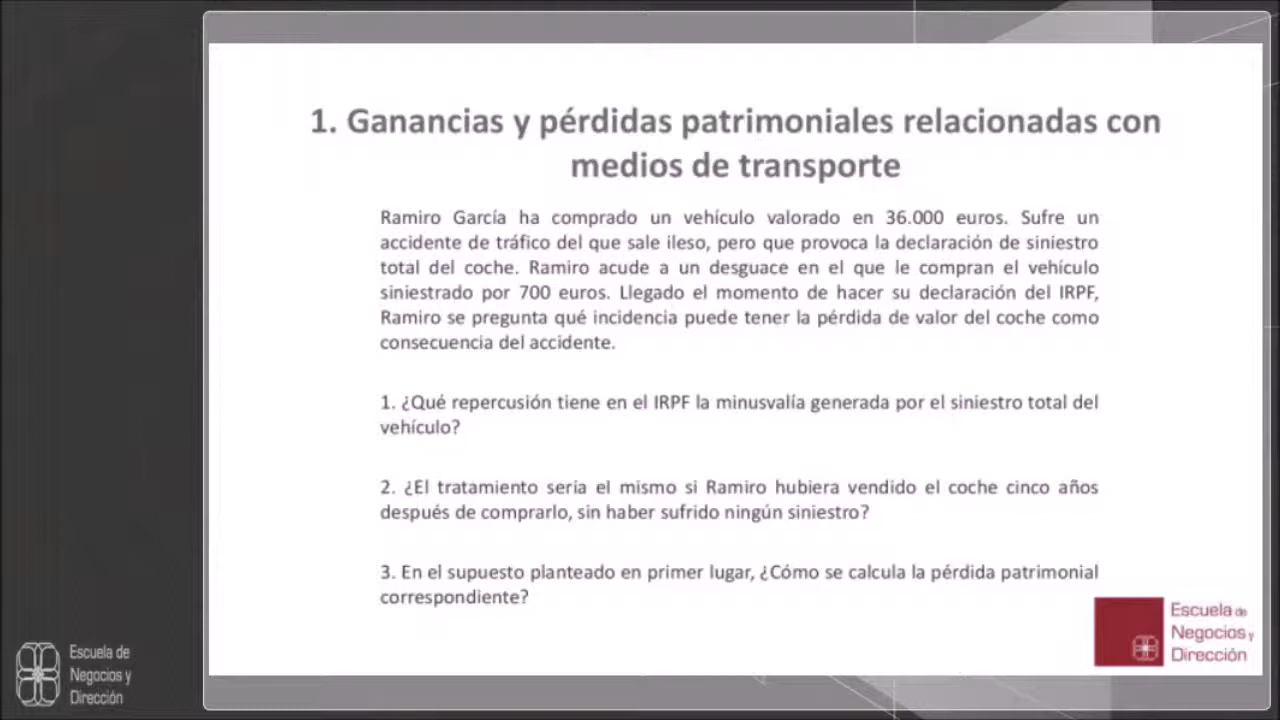 1. Ganancias y pérdidas patrimoniales relacionadas con
medios de transporte
Ramiro García ha comprado un vehículo valorado en 36.000 euros. Sufre un
accidente de tráfico del que sale ileso, pero que provoca la declaración de siniestro
total del coche. Ramiro acude a un desguace en el que le compran el vehículo
siniestrado por 700 euros. Llegado el momento de hacer su declaración del IRPF,
Ramiro se pregunta qué incidencia puede tener la pérdida de valor del coche como
consecuencia del accidente.
1. ¿Qué repercusión tiene en el IRPF la minusvalía generada por el siniestro total del
vehículo?
2. ¿El tratamiento sería el mismo si Ramiro hubiera vendido el coche cinco años
después de comprarlo, sin haber sufrido ningún siniestro?
3. En el supuesto planteado en primer lugar, ¿Cómo se calcula la pérdida patrimonial
correspondiente?
Escuela de
Negocios y
Dirección
Escuela de
Negocios y
Dirección